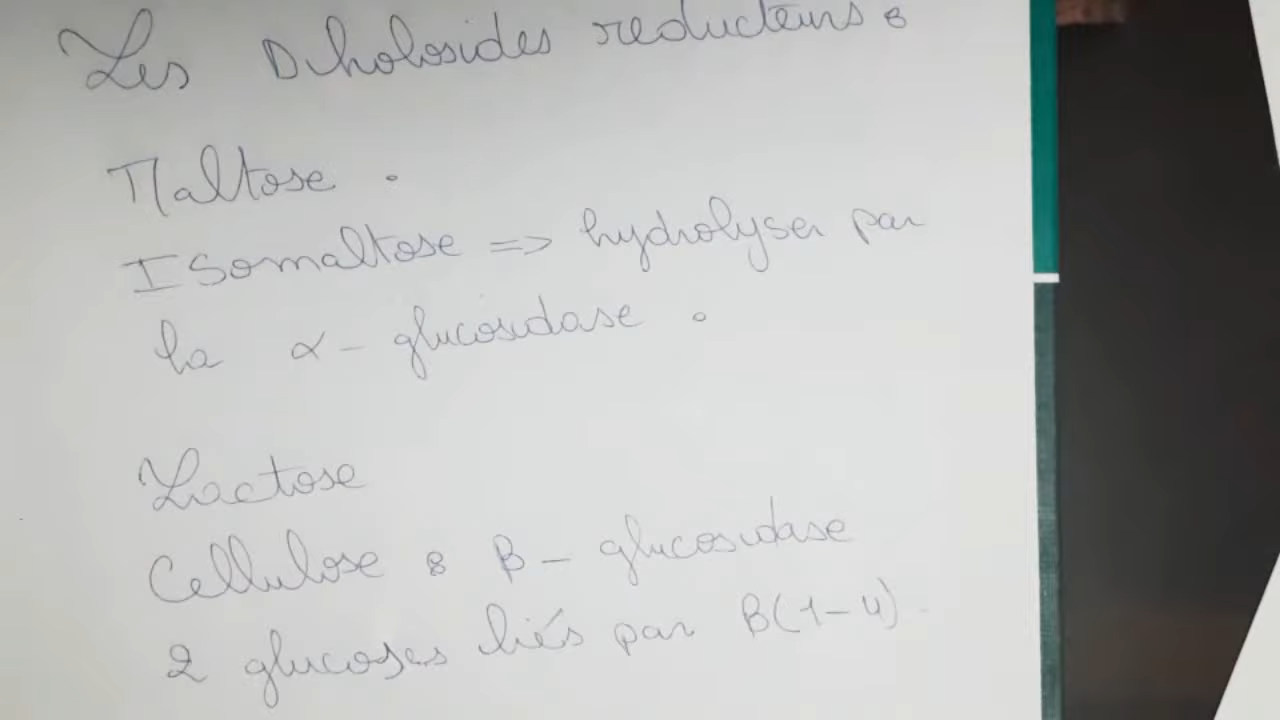 Les Diholosides reducteurs :
Maltose .
Isomaltose => hydrolyser par
la α - glucosidase .
Lactose
Cellulose : β - glucosidase
2 glucoses liés par β(1-4)